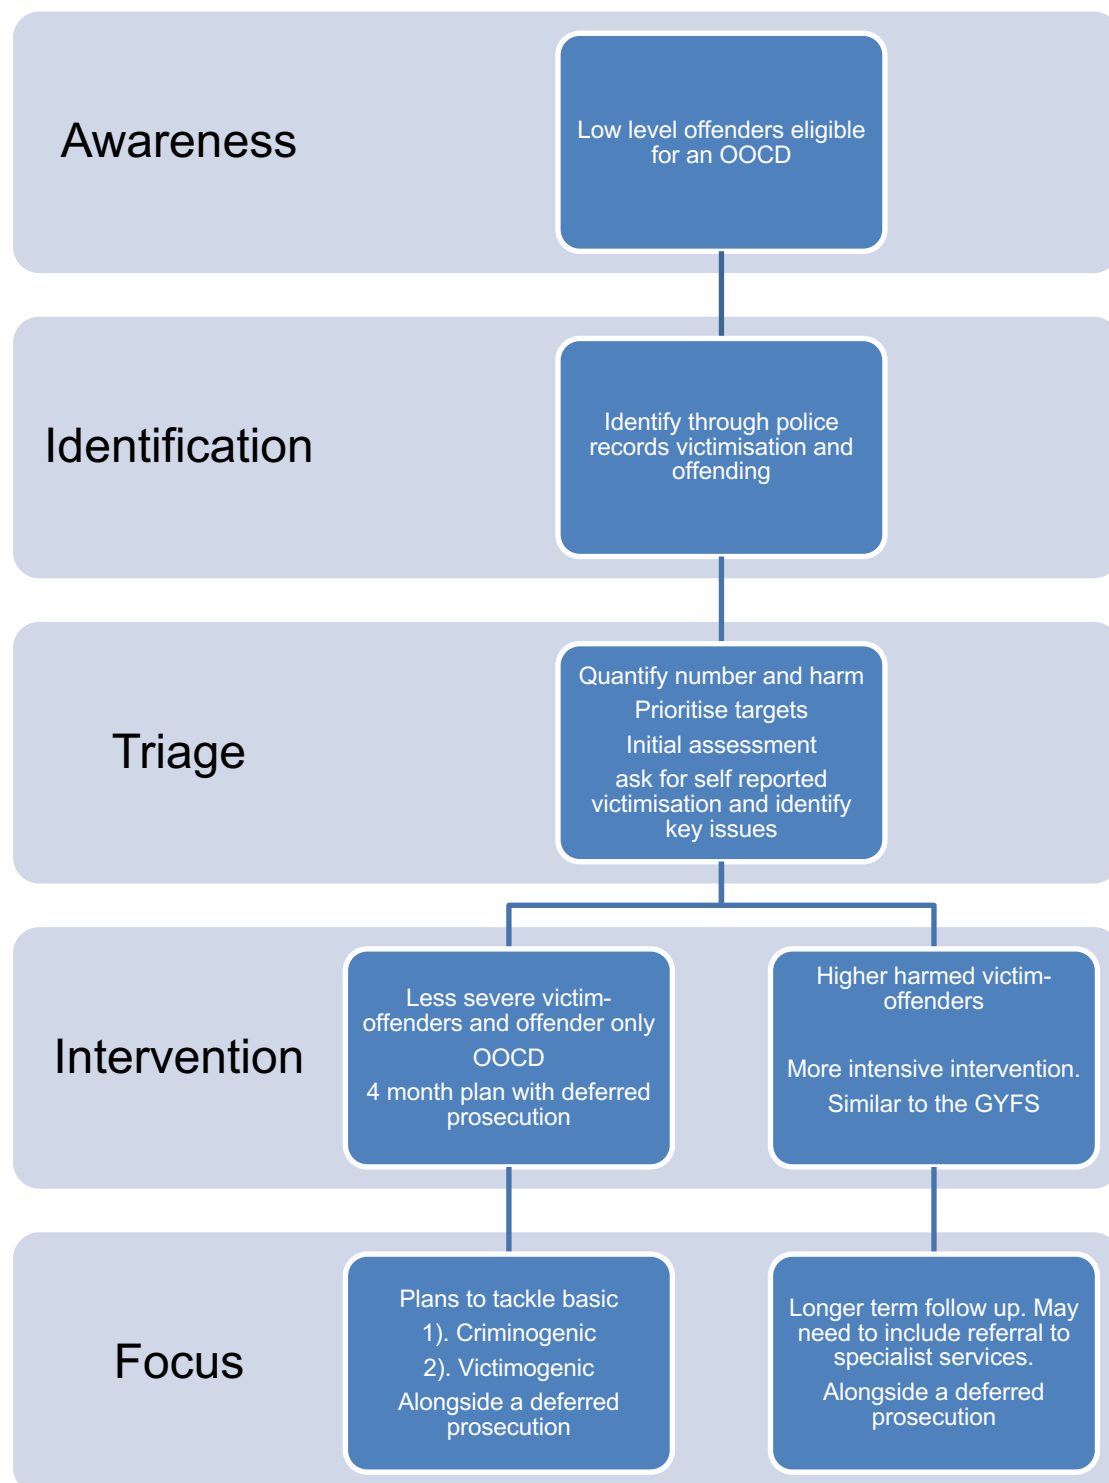 Awareness
Low level offenders eligible
for an OOCD
Identification
Identify through police
records victimisation and
offending
Triage
Quantify number and harm
Prioritise targets
Initial assessment
ask for self reported
victimisation and identify
key issues
Intervention
Less severe victim-
offenders and offender only
OOCD
4 month plan with deferred
prosecution
Higher harmed victim-
offenders
More intensive intervention.
Similar to the GYFS
Focus
Plans to tackle basic
1). Criminogenic
2). Victimogenic
Alongside a deferred
prosecution
Longer term follow up. May
need to include referral to
specialist services.
Alongside a deferred
prosecution